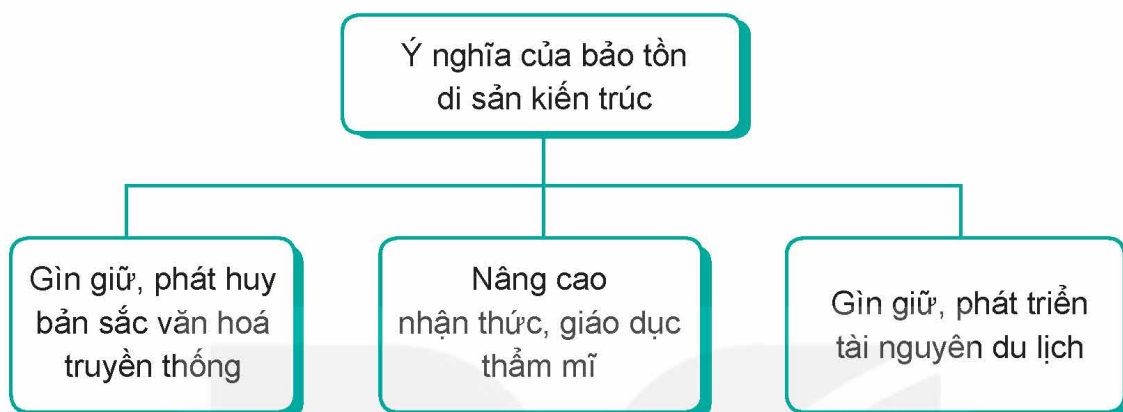 Ý nghĩa của bảo tồn
di sản kiến trúc
Gìn giữ, phát huy
bản sắc văn hoá
truyền thống
Nâng cao
nhận thức, giáo dục
thẩm mĩ
Gìn giữ, phát triển
tài nguyên du lịch